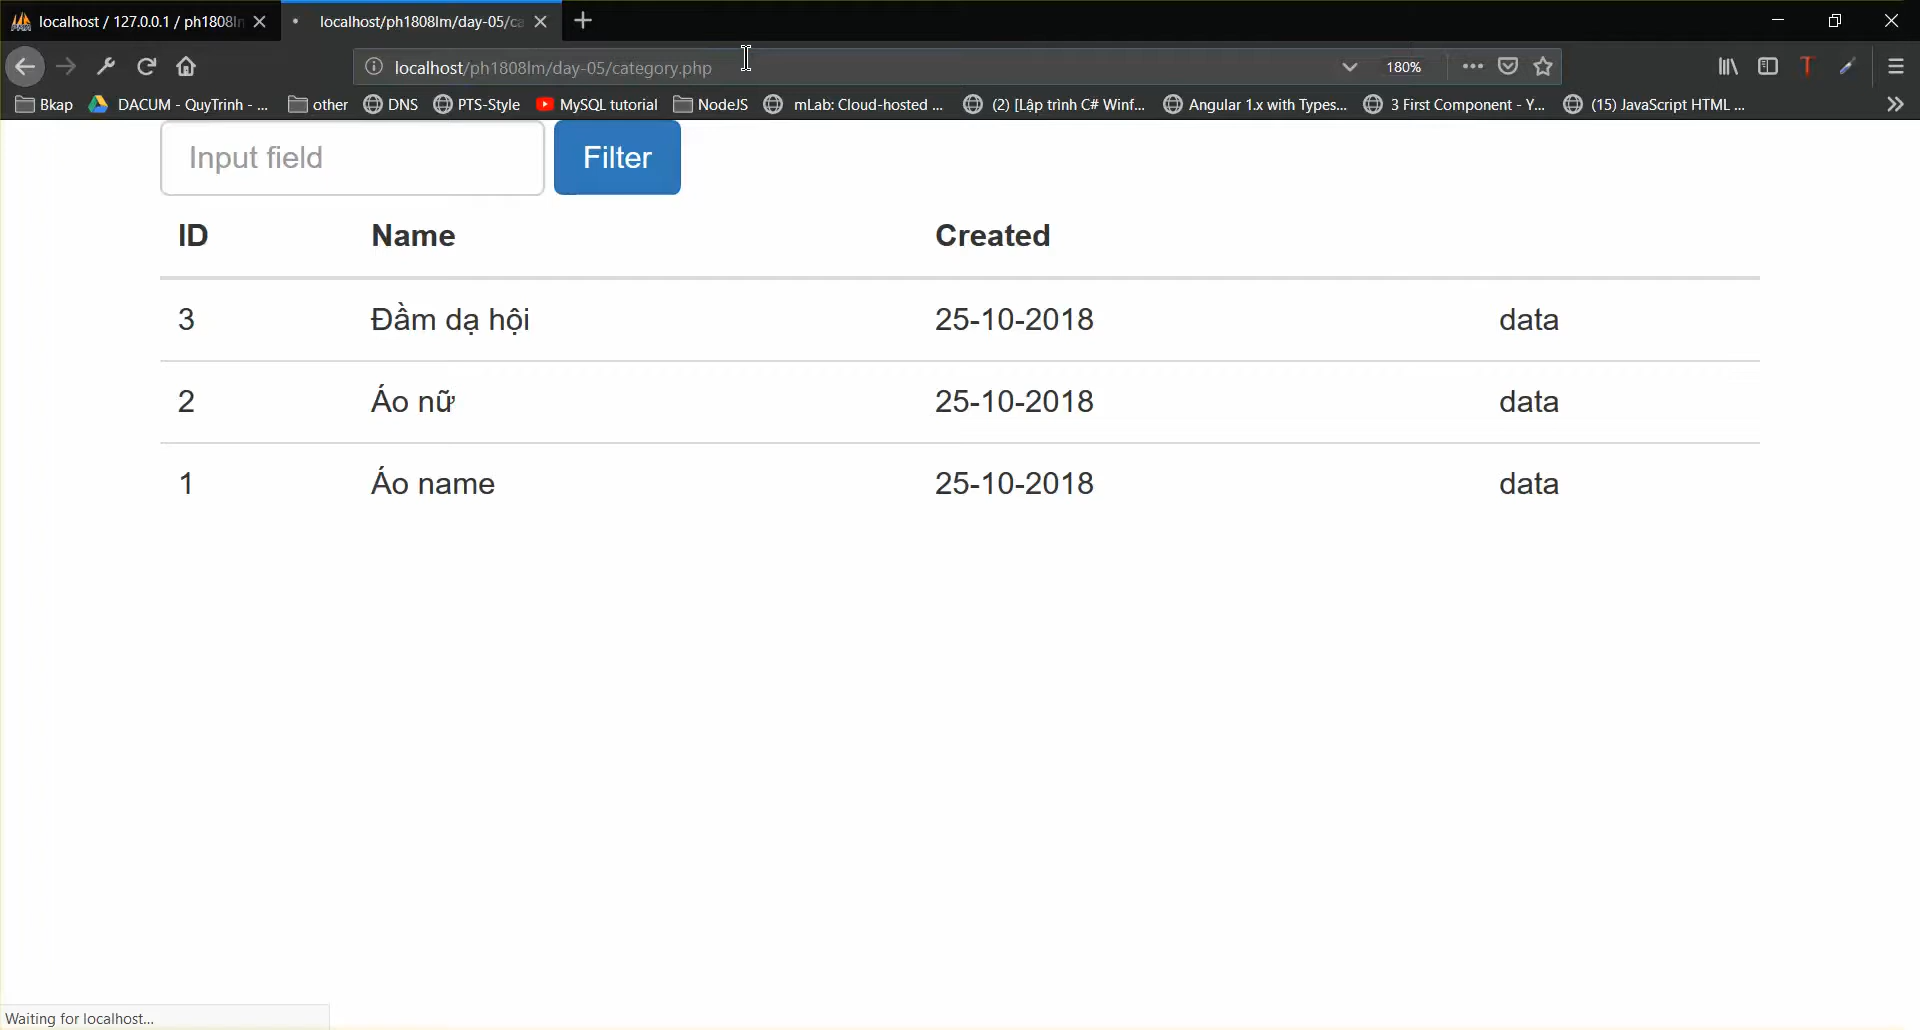 localhost / 127.0.0.1 / ph1808lm
localhost/ph1808lm/day-05/ca
localhost/ph1808lm/day-05/category.php
180%
Bkap
DACUM - QuyTrinh - ...
other
DNS
PTS-Style
MySQL tutorial
NodeJS
mLab: Cloud-hosted ...
(2) [Lập trình C# Winf...
Angular 1.x with Types...
3 First Component - Y...
(15) JavaScript HTML ...
Input field
Filter
ID Name Created
3 Đầm dạ hội 25-10-2018 data
2 Áo nữ 25-10-2018 data
1 Áo name 25-10-2018 data
Waiting for localhost...